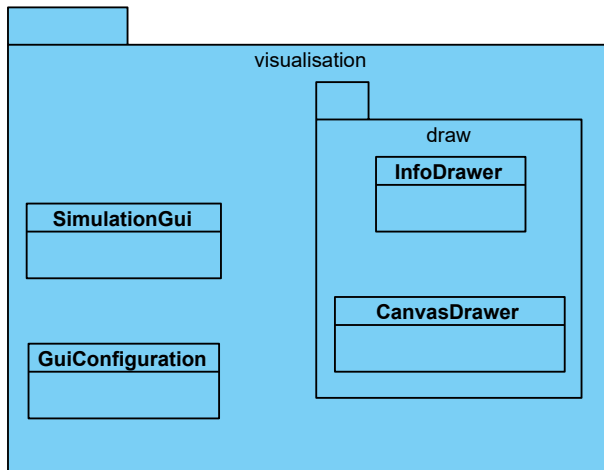 visualisation
draw
InfoDrawer
SimulationGui
CanvasDrawer
GuiConfiguration